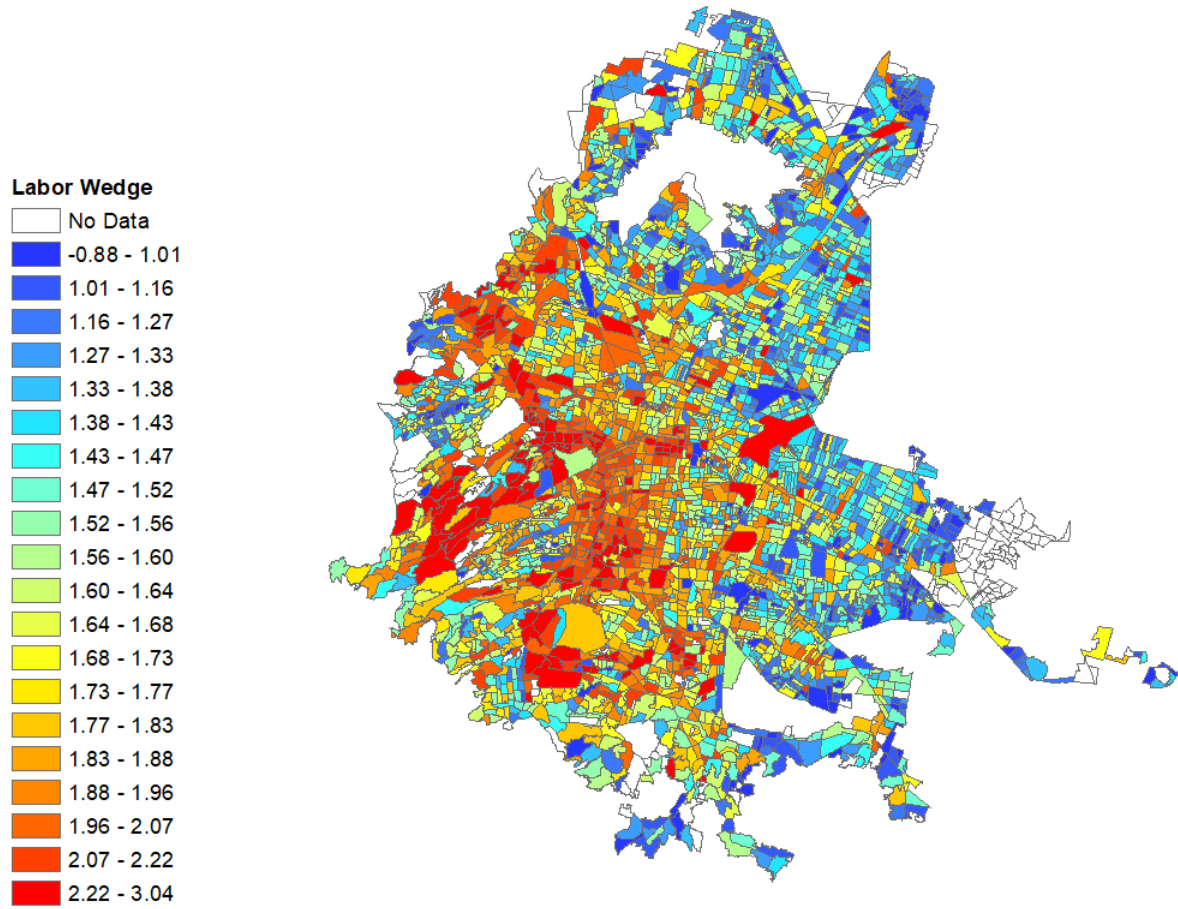 Labor Wedge
No Data
-0.88 - 1.01
1.01 - 1.16
1.16 - 1.27
1.27 - 1.33
1.33 - 1.38
1.38 - 1.43
1.43 - 1.47
1.47 - 1.52
1.52 - 1.56
1.56 - 1.60
1.60 - 1.64
1.64 - 1.68
1.68 - 1.73
1.73 - 1.77
1.77 - 1.83
1.83 - 1.88
1.88 - 1.96
1.96 - 2.07
2.07 - 2.22
2.22 - 3.04